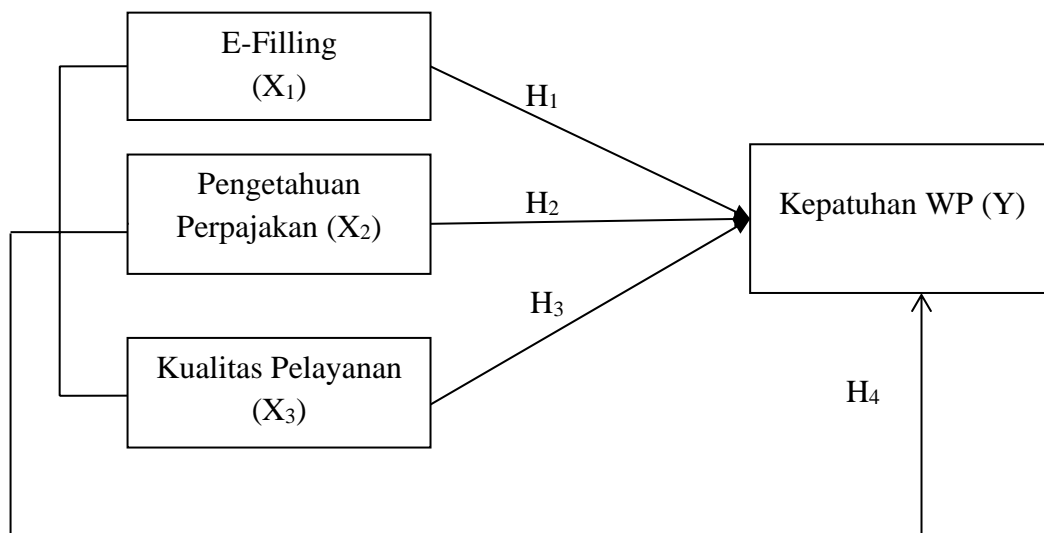 E-Filling
(X₁)
H₁
Pengetahuan
Perpajakan (X₂)
H₂
Kepatuhan WP (Y)
H₃
Kualitas Pelayanan
(X₃)
H₄